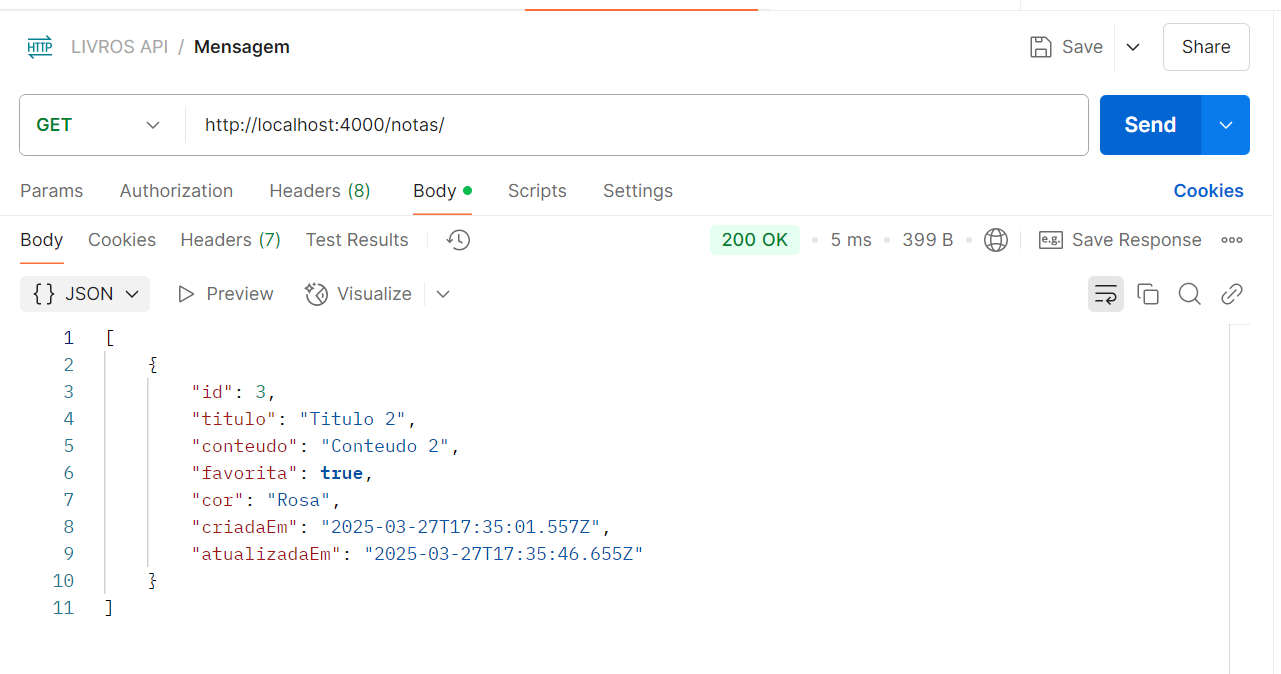 HTTP LIVROS API / Mensagem Save Share
GET http://localhost:4000/notas/ Send
Params Authorization Headers (8) Body Scripts Settings Cookies
Body Cookies Headers (7) Test Results 200 OK 5 ms 399 B e.g. Save Response
{} JSON Preview Visualize
1 [
2 {
3 "id": 3,
4 "titulo": "Titulo 2",
5 "conteudo": "Conteudo 2",
6 "favorita": true,
7 "cor": "Rosa",
8 "criadaEm": "2025-03-27T17:35:01.557Z",
9 "atualizadaEm": "2025-03-27T17:35:46.655Z"
10 }
11 ]